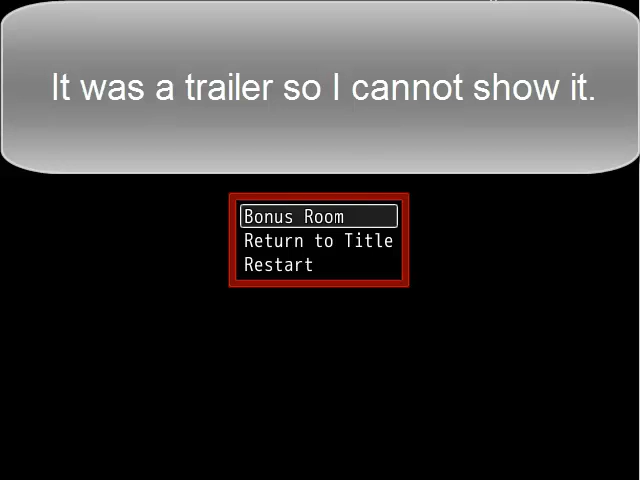 It was a trailer so I cannot show it.
Bonus Room
Return to Title
Restart